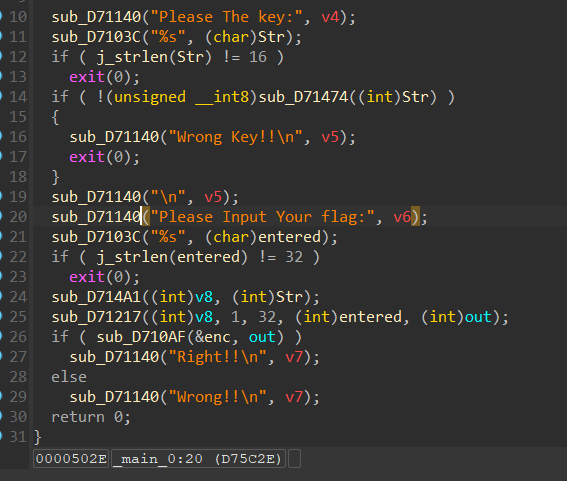 10 sub_D71140("Please The key:", v4);
11 sub_D7103C("%s", (char)Str);
12 if ( j_strlen(Str) != 16 )
13 exit(0);
14 if ( !(unsigned __int8)sub_D71474((int)Str) )
15 {
16 sub_D71140("Wrong Key!!\n", v5);
17 exit(0);
18 }
19 sub_D71140("\n", v5);
20 sub_D71140("Please Input Your flag:", v6);
21 sub_D7103C("%s", (char)entered);
22 if ( j_strlen(entered) != 32 )
23 exit(0);
24 sub_D714A1((int)v8, (int)Str);
25 sub_D71217((int)v8, 1, 32, (int)entered, (int)out);
26 if ( sub_D710AF(&enc, out) )
27 sub_D71140("Right!!\n", v7);
28 else
29 sub_D71140("Wrong!!\n", v7);
30 return 0;
31 }
0000502E _main_0:20 (D75C2E)